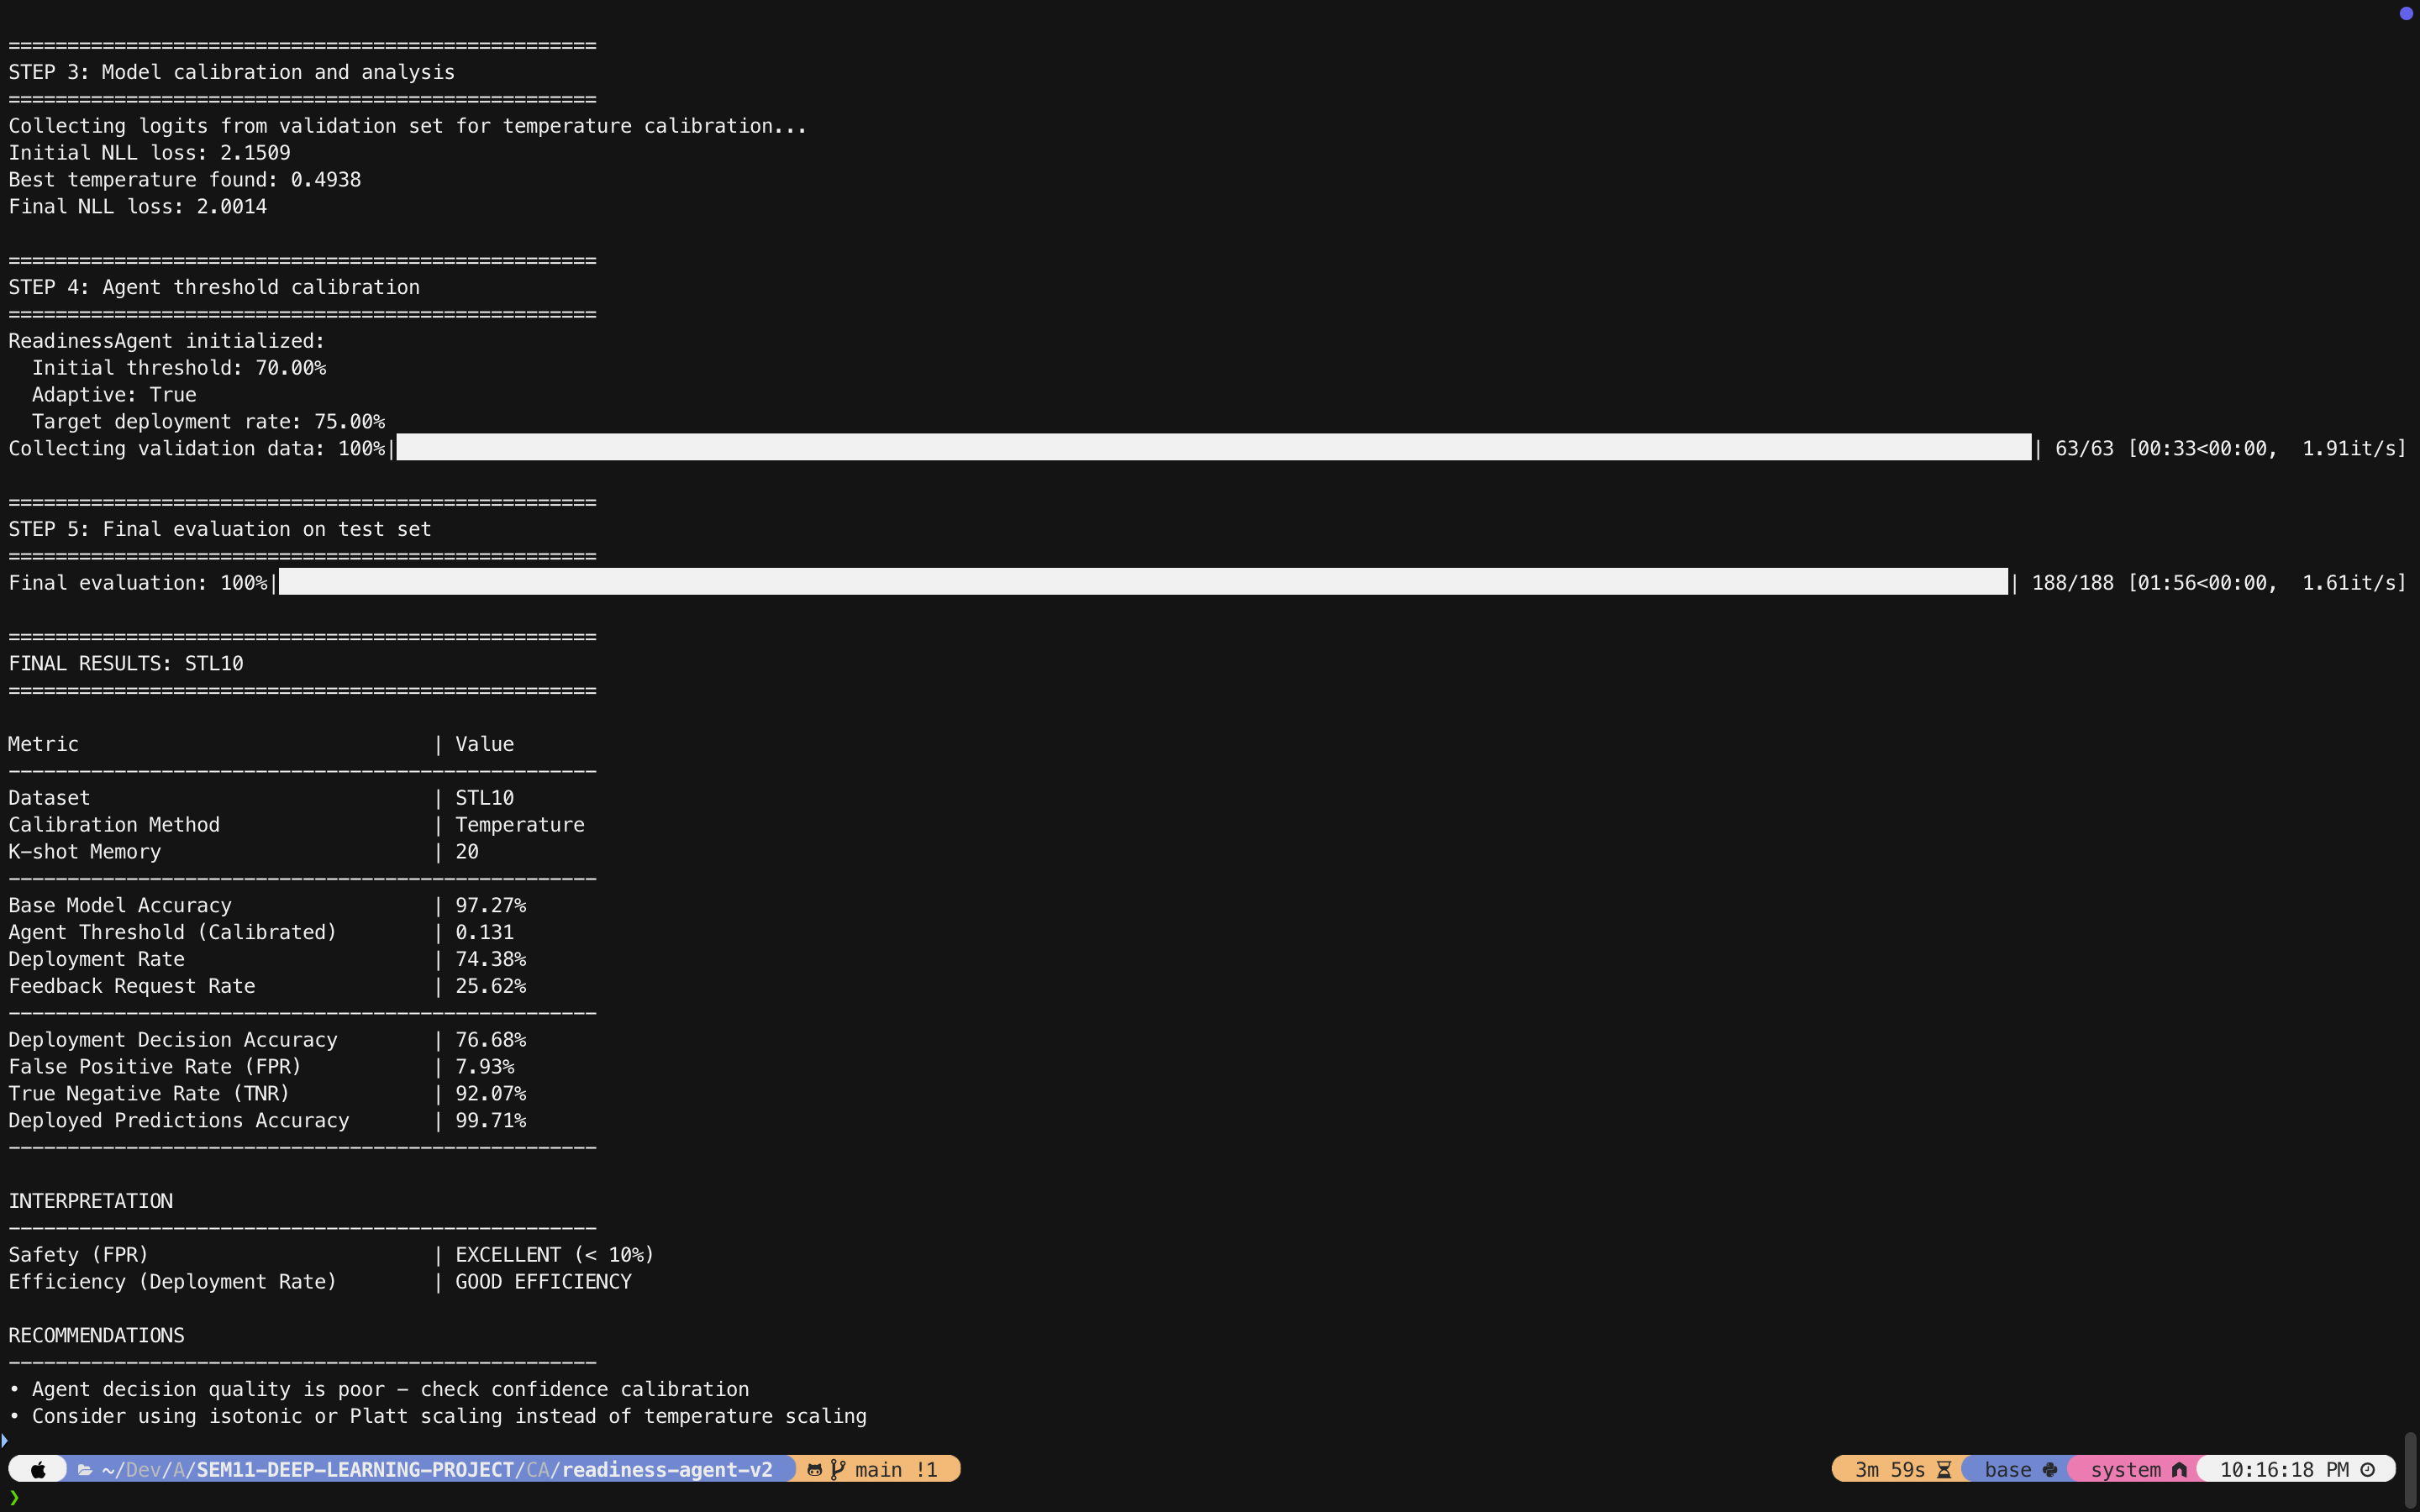 ==================================================
STEP 3: Model calibration and analysis
==================================================
Collecting logits from validation set for temperature calibration...
Initial NLL loss: 2.1509
Best temperature found: 0.4938
Final NLL loss: 2.0014
==================================================
STEP 4: Agent threshold calibration
==================================================
ReadinessAgent initialized:
  Initial threshold: 70.00%
  Adaptive: True
  Target deployment rate: 75.00%
Collecting validation data: 100%|██████████| 63/63 [00:33<00:00,  1.91it/s]
==================================================
STEP 5: Final evaluation on test set
==================================================
Final evaluation: 100%|██████████| 188/188 [01:56<00:00,  1.61it/s]
==================================================
FINAL RESULTS: STL10
==================================================
Metric                              | Value
--------------------------------------------------
Dataset                             | STL10
Calibration Method                  | Temperature
K-shot Memory                       | 20
--------------------------------------------------
Base Model Accuracy                 | 97.27%
Agent Threshold (Calibrated)        | 0.131
Deployment Rate                     | 74.38%
Feedback Request Rate               | 25.62%
--------------------------------------------------
Deployment Decision Accuracy        | 76.68%
False Positive Rate (FPR)           | 7.93%
True Negative Rate (TNR)            | 92.07%
Deployed Predictions Accuracy       | 99.71%
--------------------------------------------------
INTERPRETATION
--------------------------------------------------
Safety (FPR)                        | EXCELLENT (< 10%)
Efficiency (Deployment Rate)        | GOOD EFFICIENCY
RECOMMENDATIONS
--------------------------------------------------
• Agent decision quality is poor - check confidence calibration
• Consider using isotonic or Platt scaling instead of temperature scaling
~/Dev/A/SEM11-DEEP-LEARNING-PROJECT/CA/readiness-agent-v2 main !1 3m 59s base system 10:16:18 PM
❯